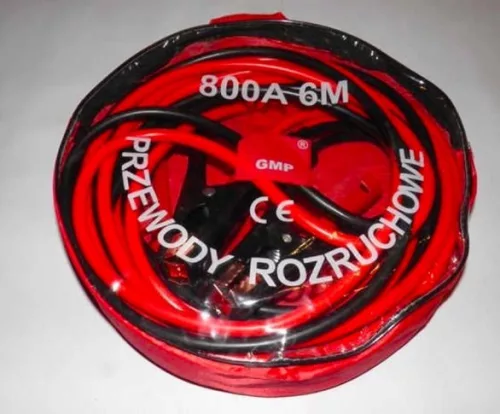 800A 6M
GMP ®
CE
PRZEWODY ROZRUCHOWE